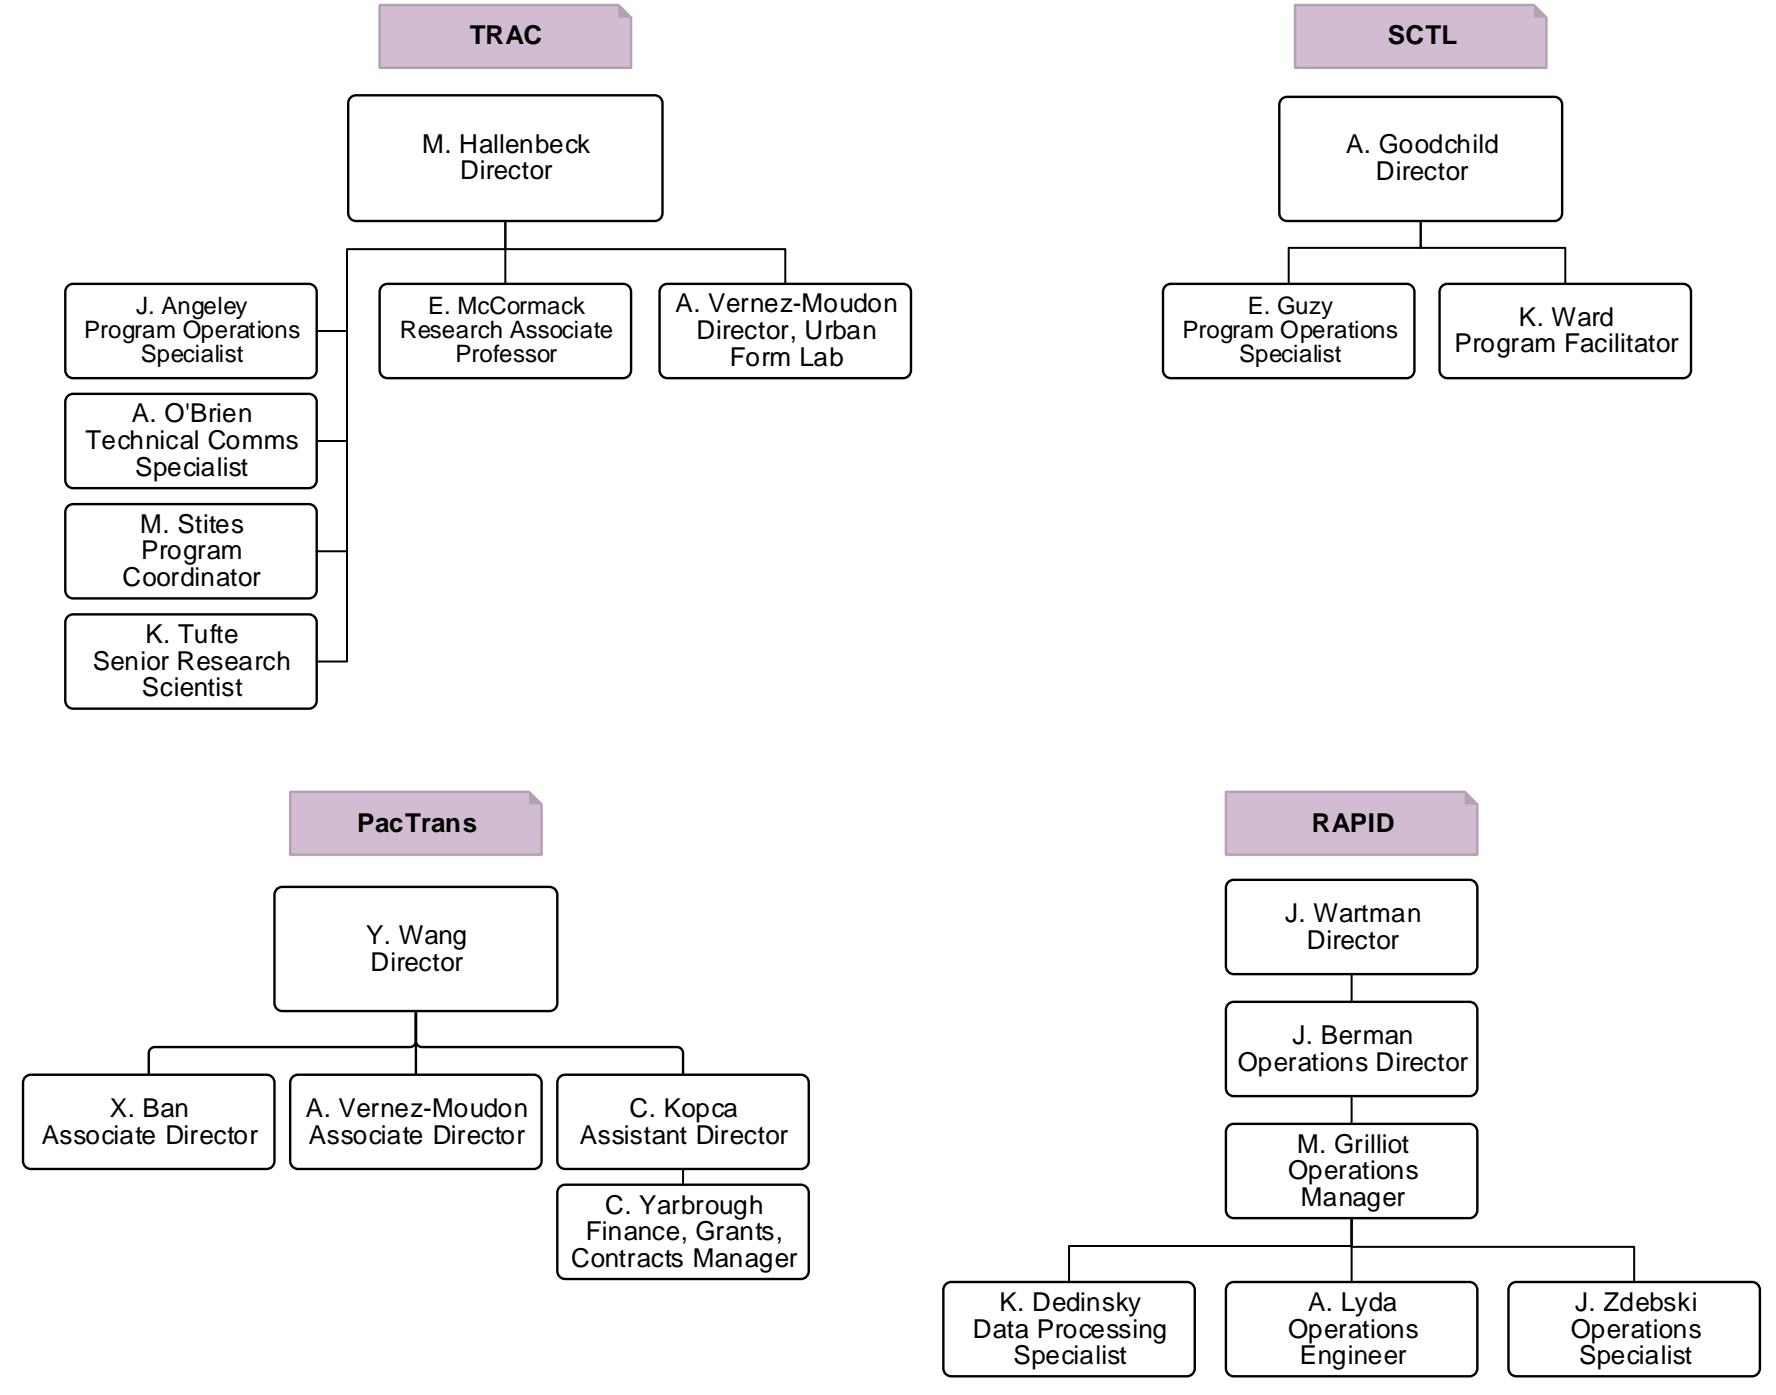 TRAC
M. Hallenbeck
Director
J. Angeley
Program Operations
Specialist
E. McCormack
Research Associate
Professor
A. Vernez-Moudon
Director, Urban
Form Lab
A. O'Brien
Technical Comms
Specialist
M. Stites
Program
Coordinator
K. Tufte
Senior Research
Scientist
SCTL
A. Goodchild
Director
E. Guzy
Program Operations
Specialist
K. Ward
Program Facilitator
PacTrans
Y. Wang
Director
X. Ban
Associate Director
A. Vernez-Moudon
Associate Director
C. Kopca
Assistant Director
C. Yarbrough
Finance, Grants,
Contracts Manager
RAPID
J. Wartman
Director
J. Berman
Operations Director
M. Grilliot
Operations
Manager
K. Dedinsky
Data Processing
Specialist
A. Lyda
Operations
Engineer
J. Zdebski
Operations
Specialist